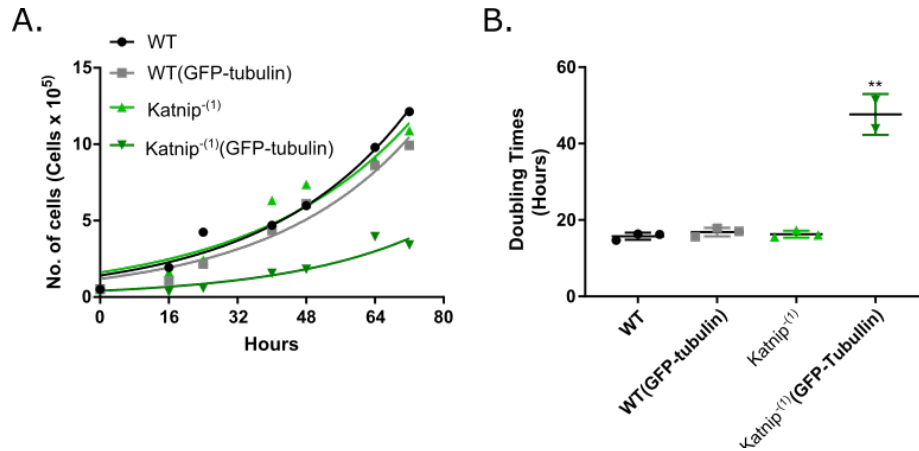 A.
WT
WT(GFP-tubulin)
Katnip-(1)
Katnip-(1)(GFP-tubulin)
No. of cells (Cells x 10⁵)
15
10
5
0
0 16 32 48 64 80
Hours
B.
Doubling Times
(Hours)
60
40
20
0
**
WT
WT(GFP-tubulin)
Katnip-(1)
Katnip-(1)(GFP-Tubullin)